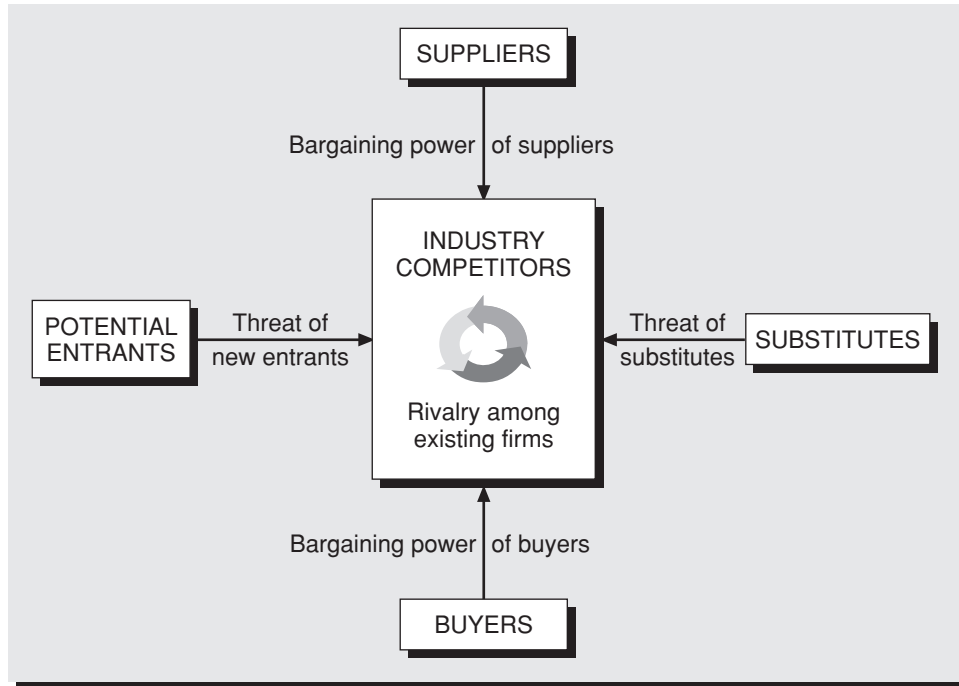 SUPPLIERS
Bargaining power of suppliers
INDUSTRY
COMPETITORS
POTENTIAL
ENTRANTS
Threat of
new entrants
Threat of
substitutes
SUBSTITUTES
Rivalry among
existing firms
Bargaining power of buyers
BUYERS